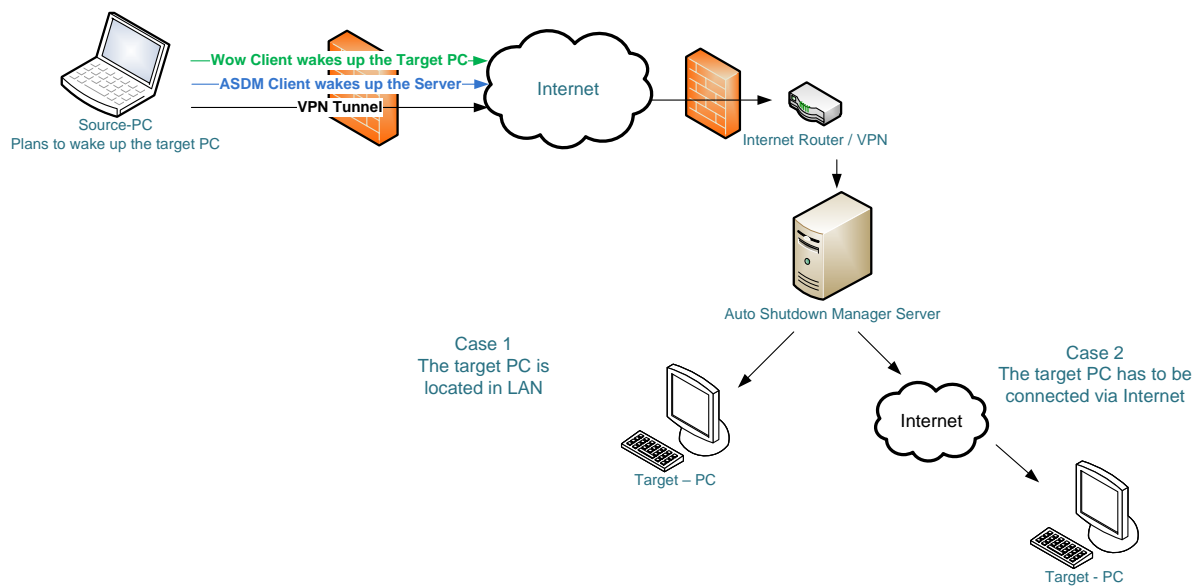 Wow Client wakes up the Target PC
ASDM Client wakes up the Server
VPN Tunnel
Internet
Source-PC
Plans to wake up the target PC
Internet Router / VPN
Auto Shutdown Manager Server
Case 1
The target PC is
located in LAN
Case 2
The target PC has to be
connected via Internet
Internet
Target – PC
Target - PC